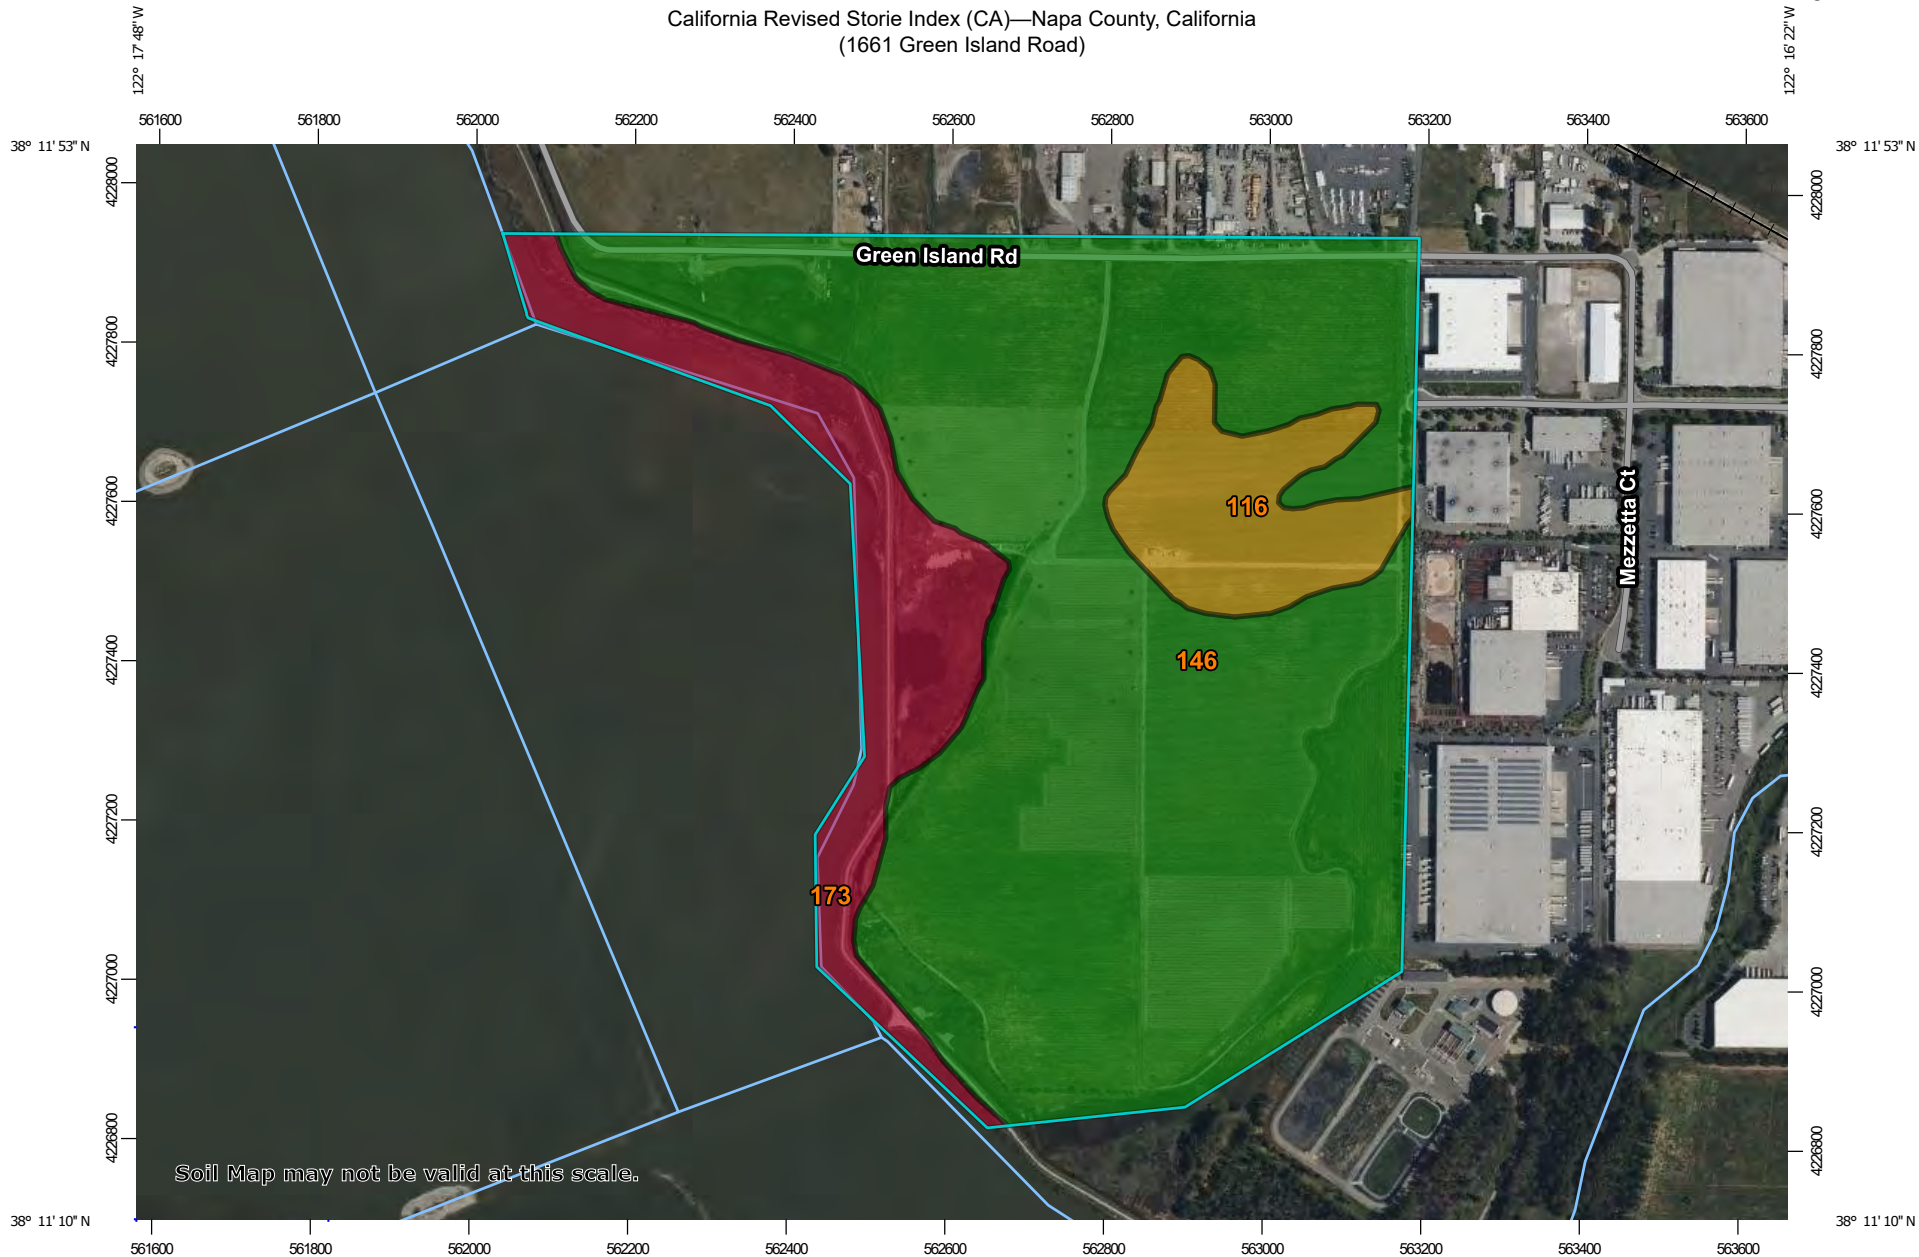 California Revised Storie Index (CA)—Napa County, California
(1661 Green Island Road)
122° 17' 48" W
122° 16' 22" W
561600 561800 562000 562200 562400 562600 562800 563000 563200 563400 563600
38° 11' 53" N
38° 11' 53" N
4228000
4227800
4227600
4227400
4227200
4227000
4226800
4228000
4227800
4227600
4227400
4227200
4227000
4226800
Green Island Rd
Mezzetta Ct
116
146
173
Soil Map may not be valid at this scale.
38° 11' 10" N
38° 11' 10" N
561600 561800 562000 562200 562400 562600 562800 563000 563200 563400 563600